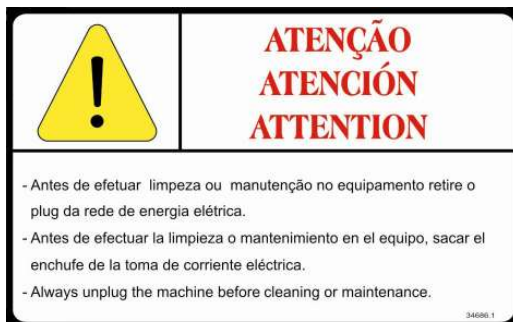 ATENÇÃO
ATENCIÓN
ATTENTION
- Antes de efetuar limpeza ou manutenção no equipamento retire o
plug da rede de energia elétrica.
- Antes de efectuar la limpieza o mantenimiento en el equipo, sacar el
enchufe de la toma de corriente eléctrica.
- Always unplug the machine before cleaning or maintenance.
34686.1